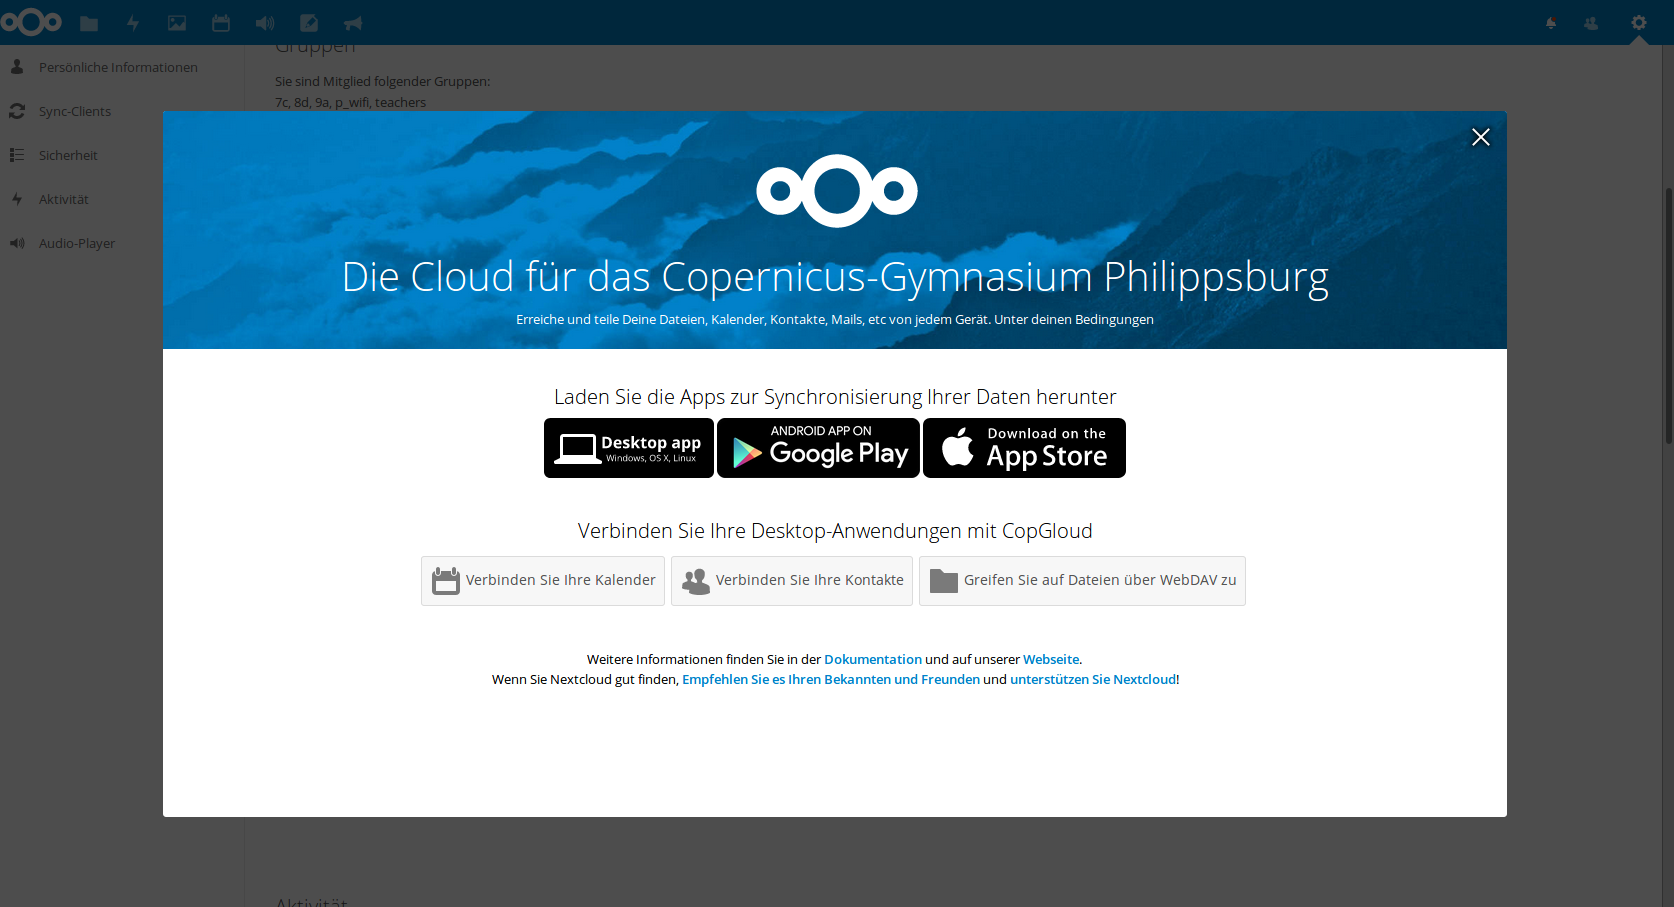 Gruppen
Persönliche Informationen
Sie sind Mitglied folgender Gruppen:
7c, 8d, 9a, p_wifi, teachers
Sync-Clients
Sicherheit
Aktivität
Audio-Player
Die Cloud für das Copernicus-Gymnasium Philippsburg
Erreiche und teile Deine Dateien, Kalender, Kontakte, Mails, etc von jedem Gerät. Unter deinen Bedingungen
Laden Sie die Apps zur Synchronisierung Ihrer Daten herunter
Desktop app
Windows, OS X, Linux
ANDROID APP ON
Google Play
Download on the
App Store
Verbinden Sie Ihre Desktop-Anwendungen mit CopGloud
Verbinden Sie Ihre Kalender
Verbinden Sie Ihre Kontakte
Greifen Sie auf Dateien über WebDAV zu
Weitere Informationen finden Sie in der Dokumentation und auf unserer Webseite.
Wenn Sie Nextcloud gut finden, Empfehlen Sie es Ihren Bekannten und Freunden und unterstützen Sie Nextcloud!
Aktivität